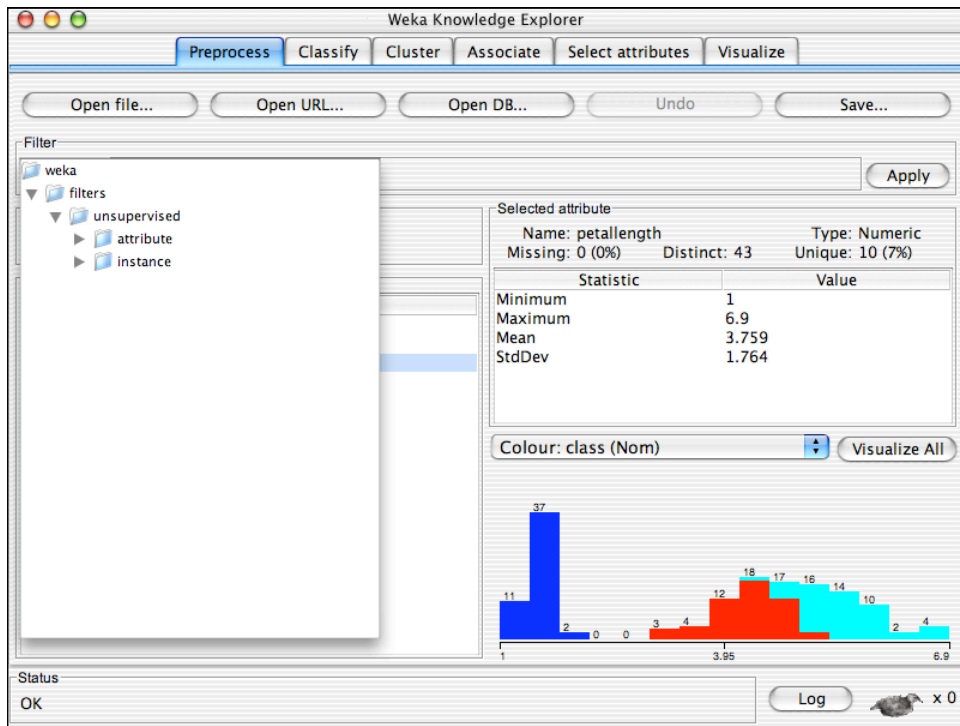 Weka Knowledge Explorer
Preprocess Classify Cluster Associate Select attributes Visualize
Open file... Open URL... Open DB... Undo Save...
Filter
weka
filters
unsupervised
attribute
instance
Apply
Selected attribute
Name: petallength Type: Numeric
Missing: 0 (0%) Distinct: 43 Unique: 10 (7%)
Statistic Value
Minimum 1
Maximum 6.9
Mean 3.759
StdDev 1.764
Colour: class (Nom) Visualize All
11 37 2 0 0 3 4 12 18 17 16 14 10 2 4
1 3.95 6.9
Status
OK
Log x 0